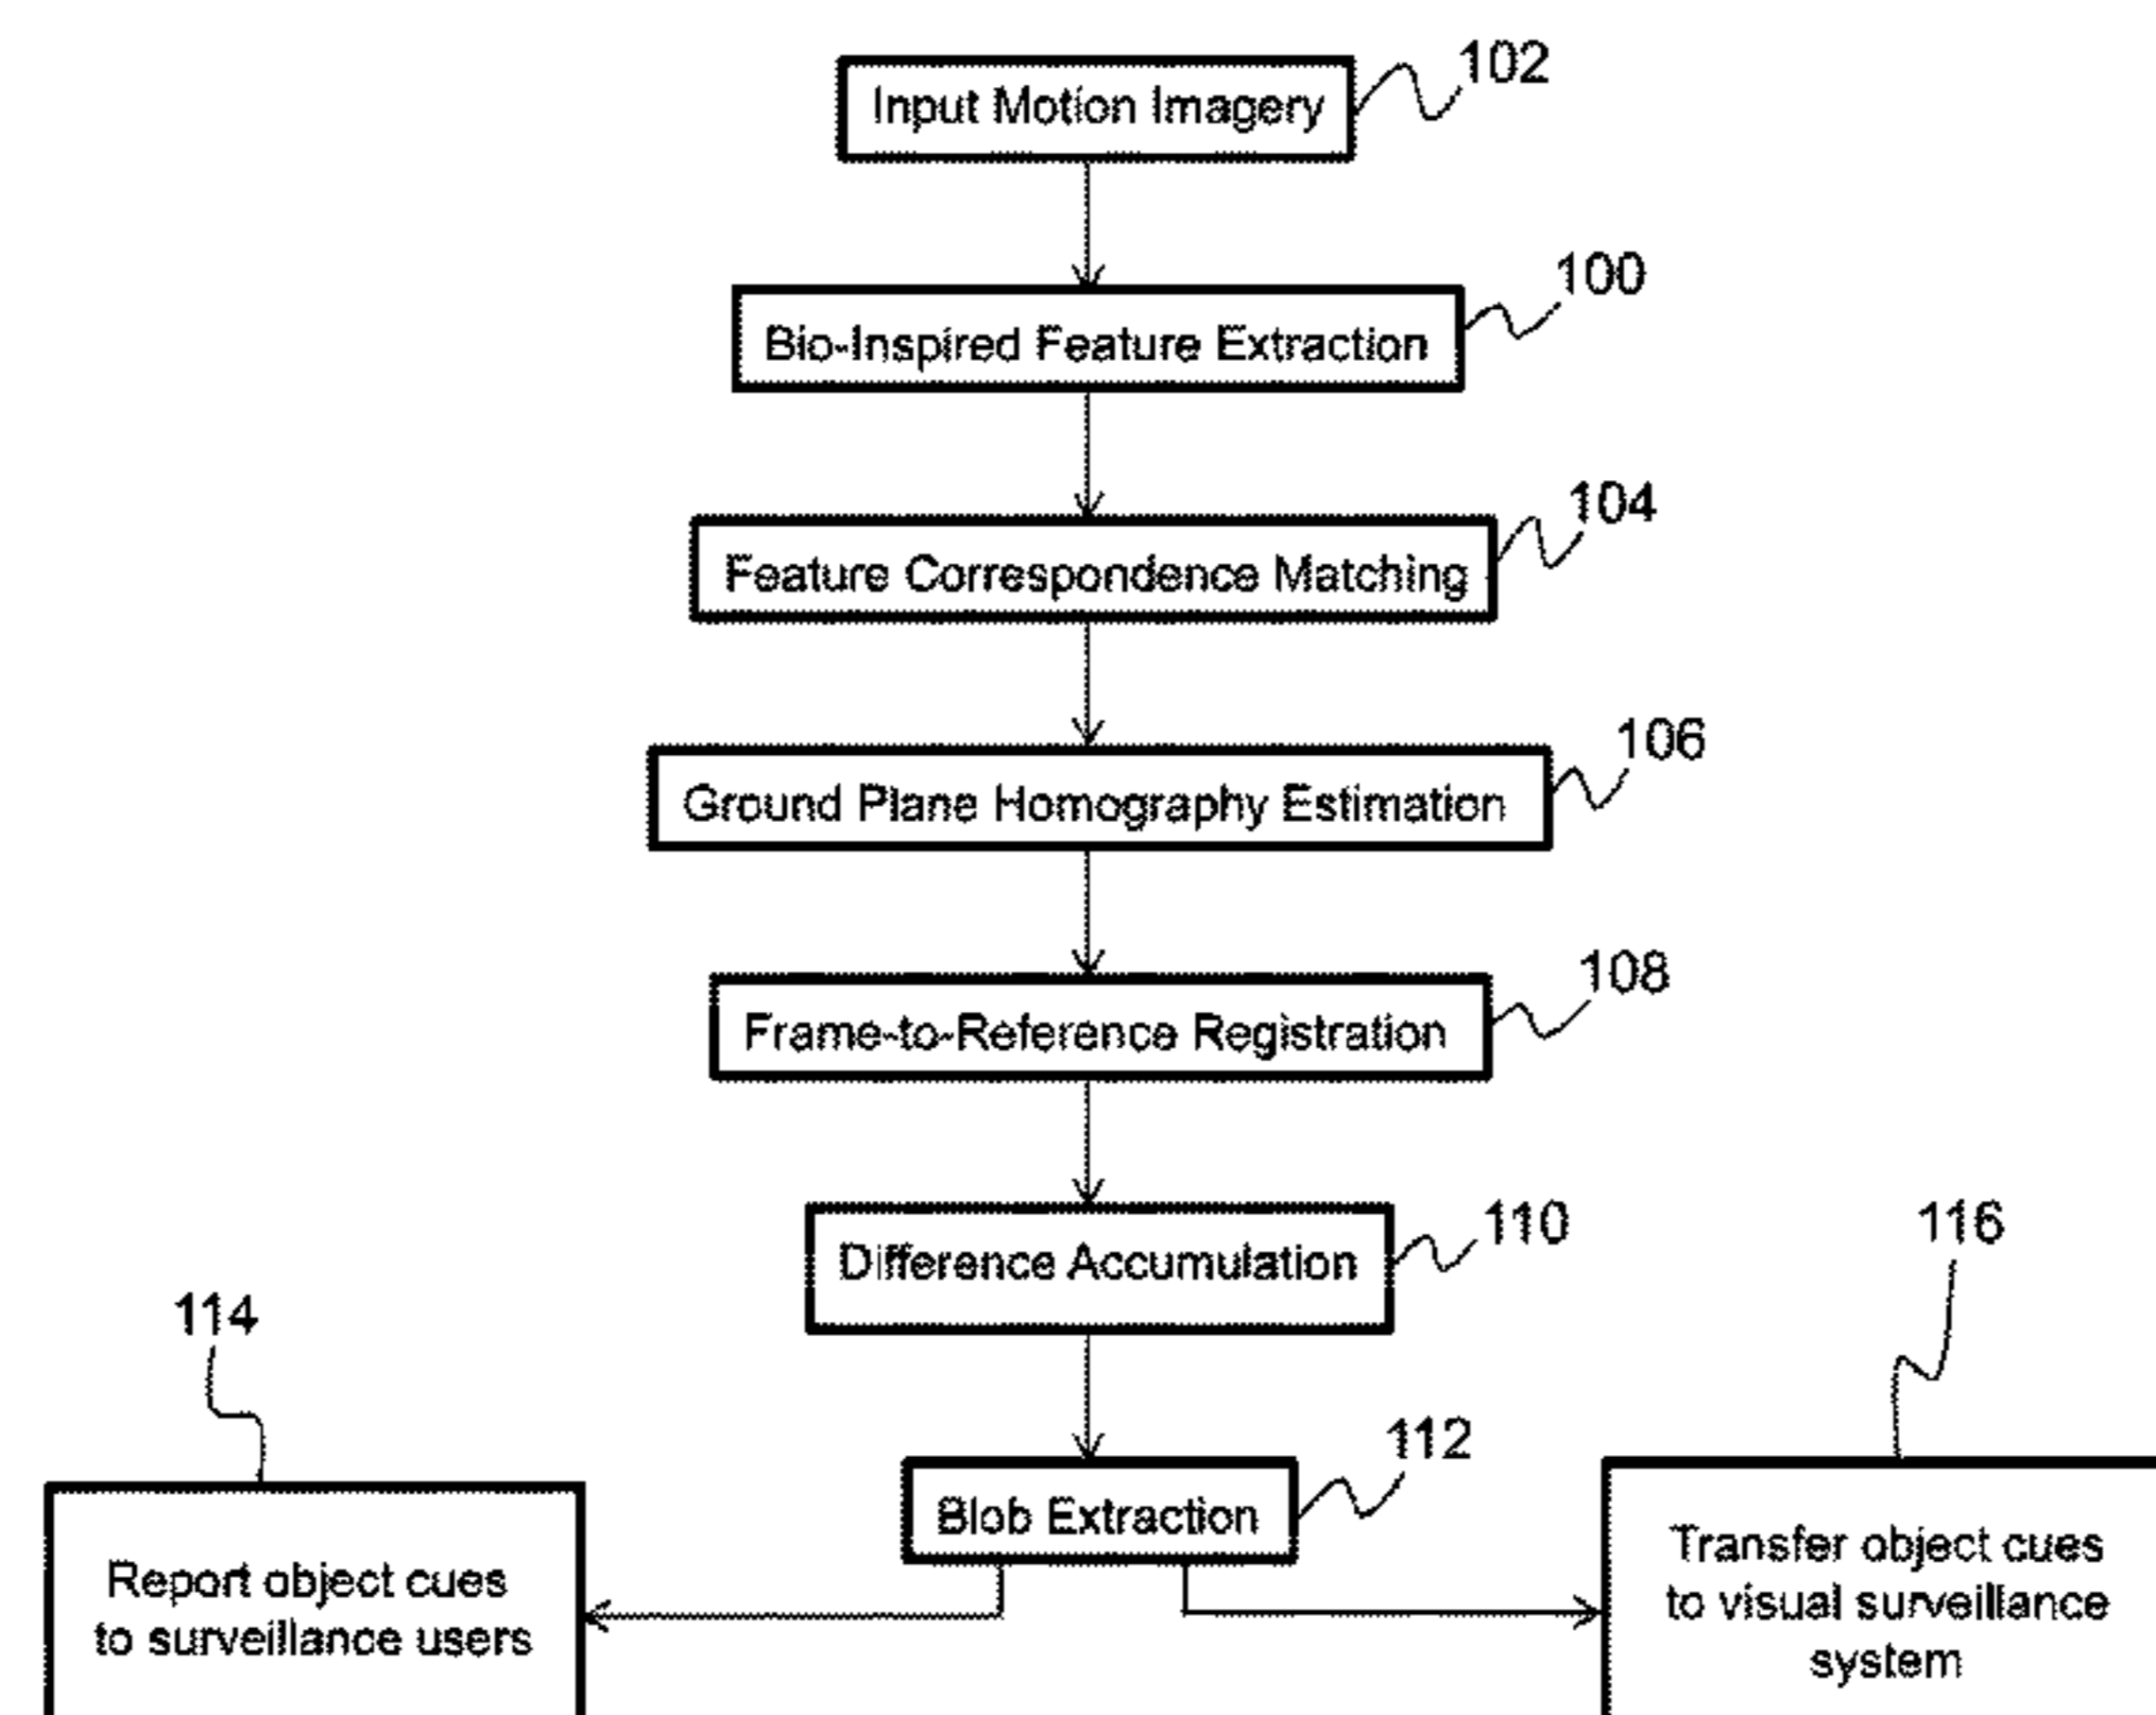 102
Input Motion Imagery
100
Bio-Inspired Feature Extraction
104
Feature Correspondence Matching
106
Ground Plane Homography Estimation
108
Frame-to-Reference Registration
110
Difference Accumulation
116
114
112
Blob Extraction
Report object cues
to surveillance users
Transfer object cues
to visual surveillance
system